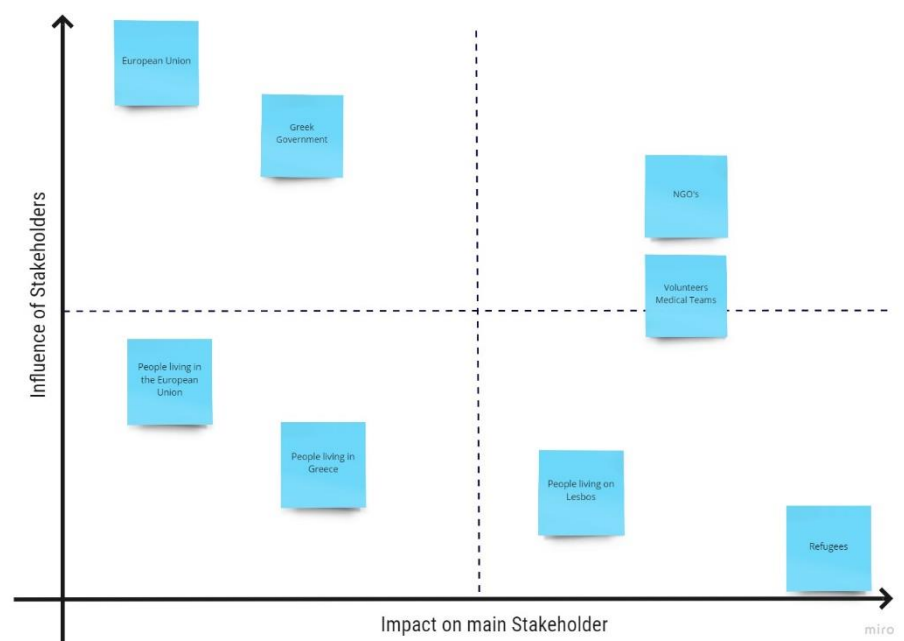 European Union
Greek
Government
NGO's
Volunteers
Medical Teams
People living in
the European
Union
People living in
Greece
People living on
Lesbos
Refugees
Influence of Stakeholders
Impact on main Stakeholder
miro